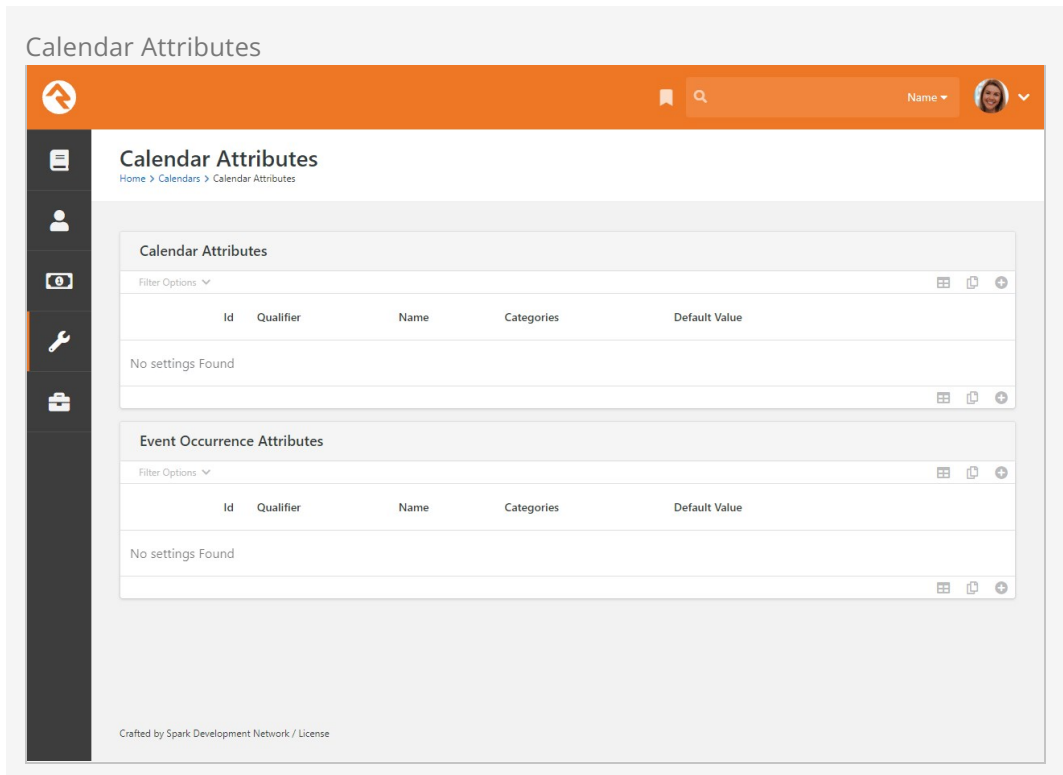 Calendar Attributes
Name
Calendar Attributes
Home > Calendars > Calendar Attributes
Calendar Attributes
Filter Options
Id Qualifier Name Categories Default Value
No settings Found
Event Occurrence Attributes
Filter Options
Id Qualifier Name Categories Default Value
No settings Found
Crafted by Spark Development Network / License